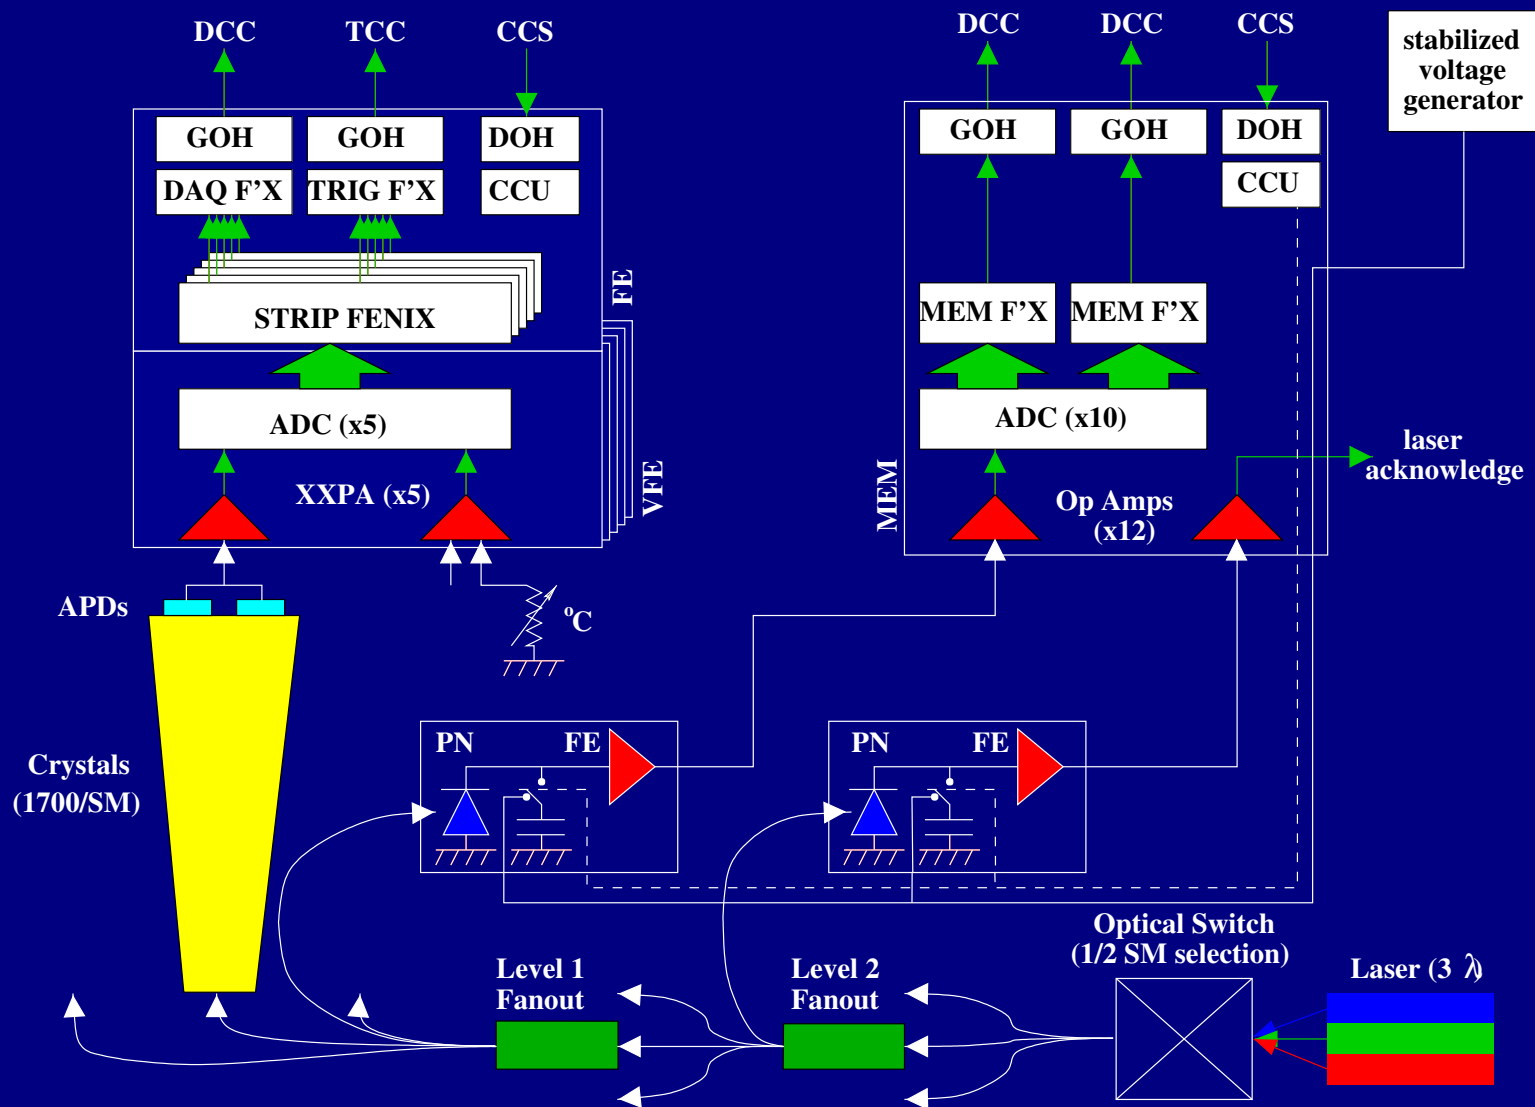 DCC TCC CCS
DCC DCC CCS
stabilized
voltage
generator
GOH GOH DOH
DAQ F'X TRIG F'X CCU
GOH GOH DOH
CCU
STRIP FENIX
FE
MEM F'X MEM F'X
ADC (x5)
ADC (x10)
XXPA (x5)
VFE
MEM
Op Amps
(x12)
laser
acknowledge
APDs
°C
Crystals
(1700/SM)
PN FE
PN FE
Optical Switch
(1/2 SM selection)
Level 1
Fanout
Level 2
Fanout
Laser (3 λ)